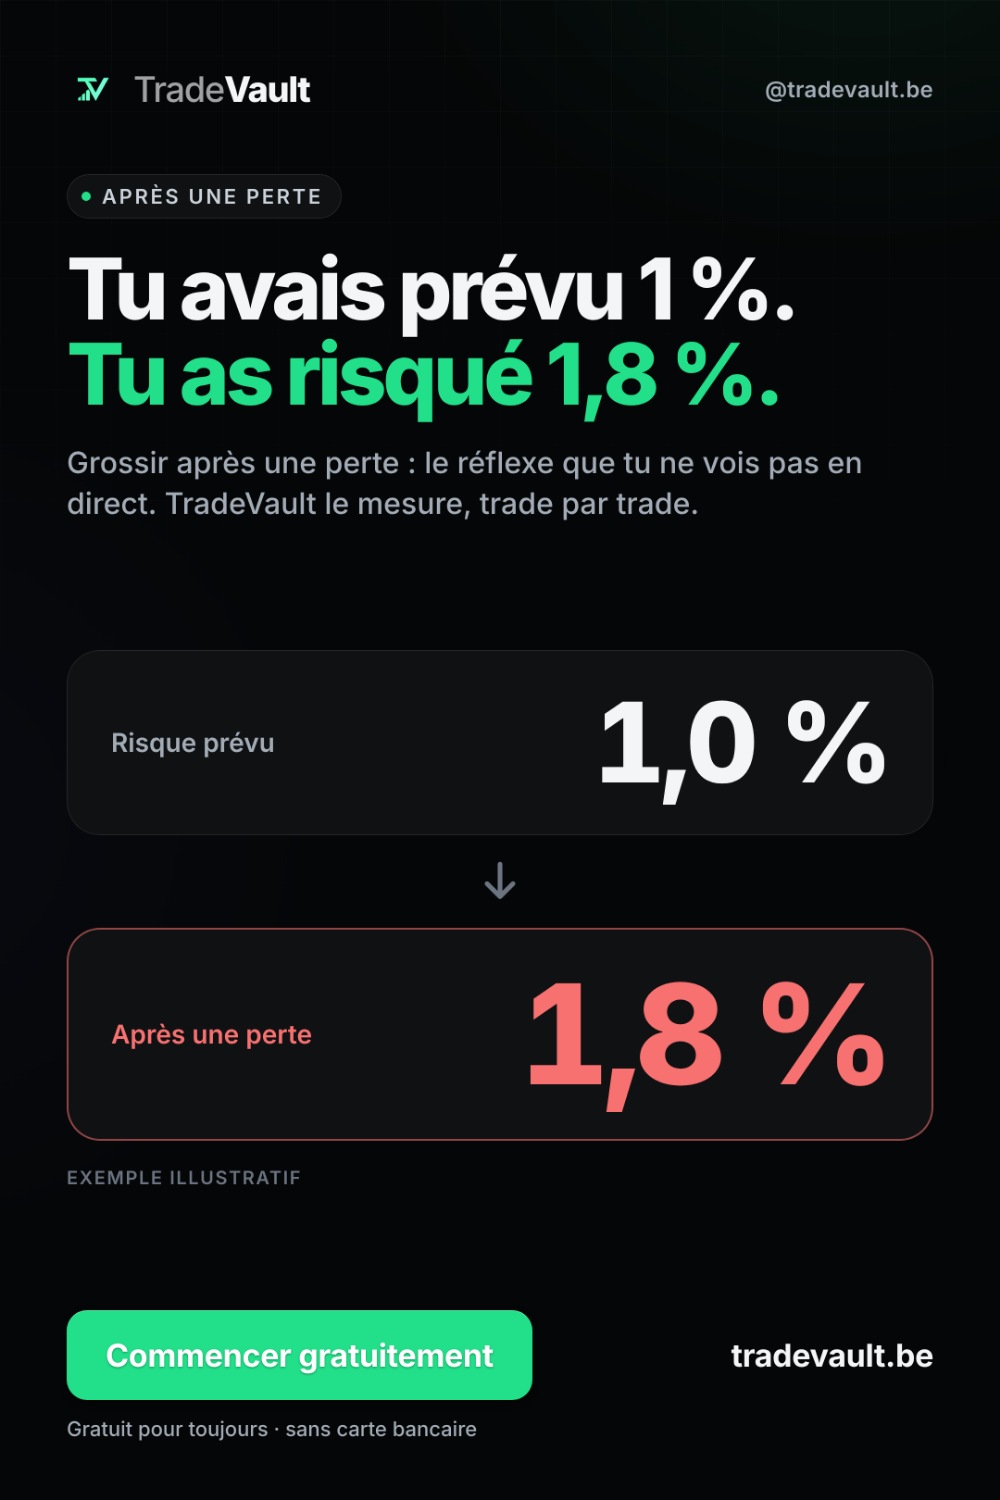 TradeVault
@tradevault.be
APRÈS UNE PERTE
Tu avais prévu 1 %.
Tu as risqué 1,8 %.
Grossir après une perte : le réflexe que tu ne vois pas en
direct. TradeVault le mesure, trade par trade.
Risque prévu
1,0 %
Après une perte
1,8 %
EXEMPLE ILLUSTRATIF
Commencer gratuitement
tradevault.be
Gratuit pour toujours · sans carte bancaire